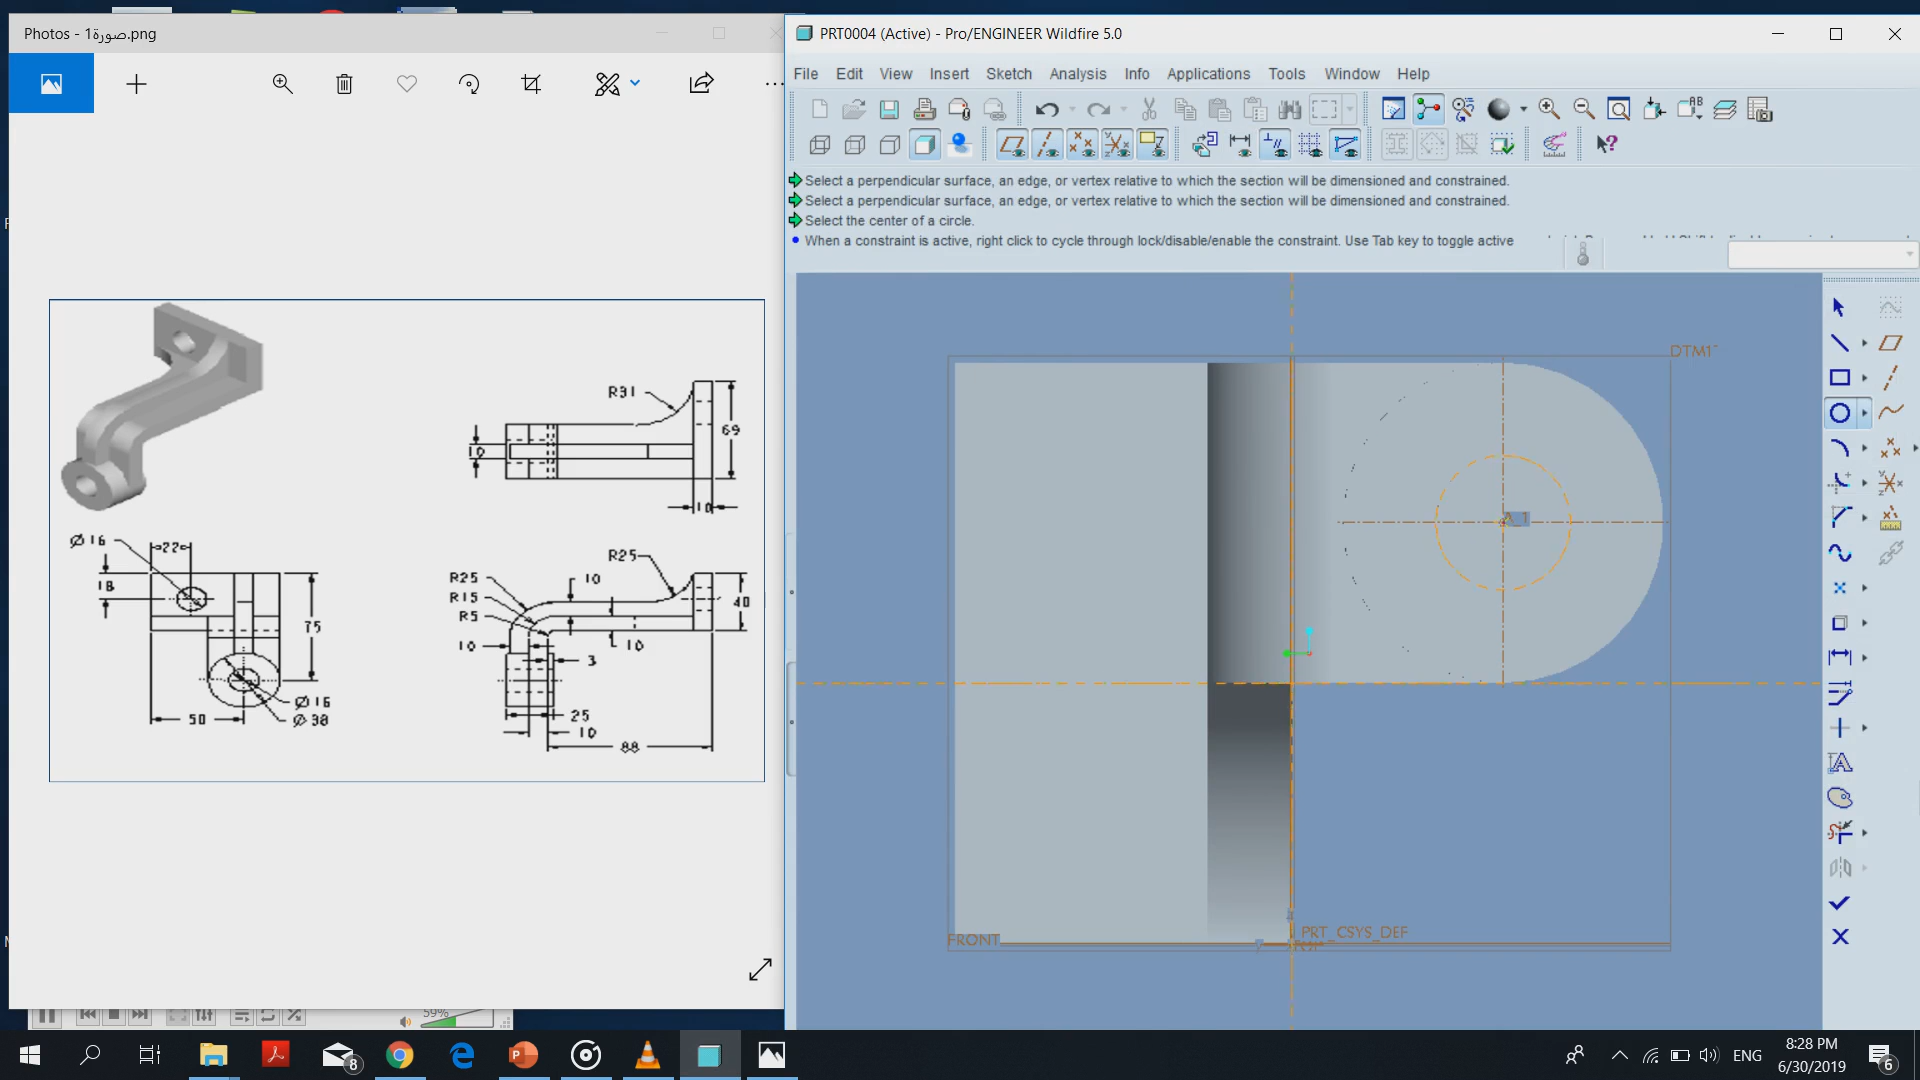 Photos - صورة1.png
PRT0004 (Active) - Pro/ENGINEER Wildfire 5.0
File Edit View Insert Sketch Analysis Info Applications Tools Window Help
Select a perpendicular surface, an edge, or vertex relative to which the section will be dimensioned and constrained.
Select a perpendicular surface, an edge, or vertex relative to which the section will be dimensioned and constrained.
Select the center of a circle.
When a constraint is active, right click to cycle through lock/disable/enable the constraint. Use Tab key to toggle active
R31
69
10
10
Ø16
22
18
75
50
Ø16
Ø38
R25
R25
10
R15
R5
40
10
10
3
25
10
88
DTM1
A_1
FRONT
PRT_CSYS_DEF
59%
8
ENG
8:28 PM
6/30/2019
6